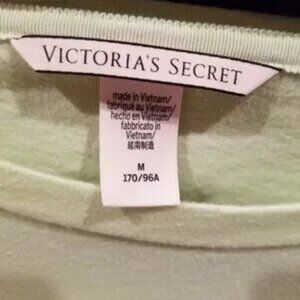 VICTORIA'S SECRET
made in Vietnam/
fabriqué au Vietnam/
hecho en Vietnam/
fabbricato in
Vietnam/
越南制造
M
170/96A